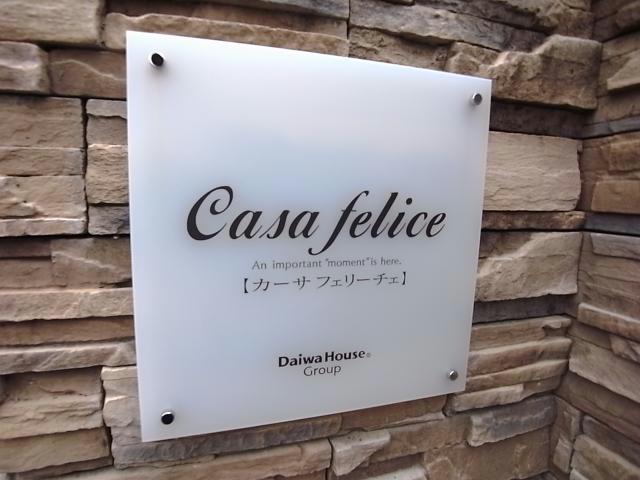 Casa felice
An important "moment" is here.
【カーサ フェリーチェ】
Daiwa House®
Group